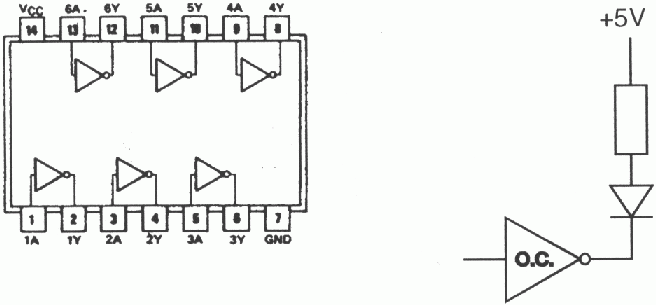 VCC 6A 6Y 5A 5Y 4A 4Y
14 13 12 11 10 9 8
1 2 3 4 5 6 7
1A 1Y 2A 2Y 3A 3Y GND
+5V
O.C.